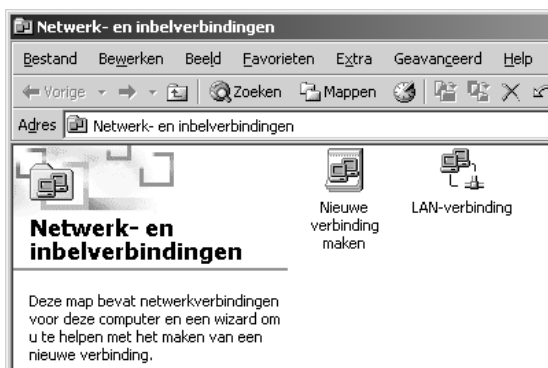 Netwerk- en inbelverbindingen
Bestand Bewerken Beeld Favorieten Extra Geavanceerd Help
Vorige Zoeken Mappen
Adres Netwerk- en inbelverbindingen
Netwerk- en
inbelverbindingen
Deze map bevat netwerkverbindingen
voor deze computer en een wizard om
u te helpen met het maken van een
nieuwe verbinding.
Nieuwe
verbinding
maken
LAN-verbinding